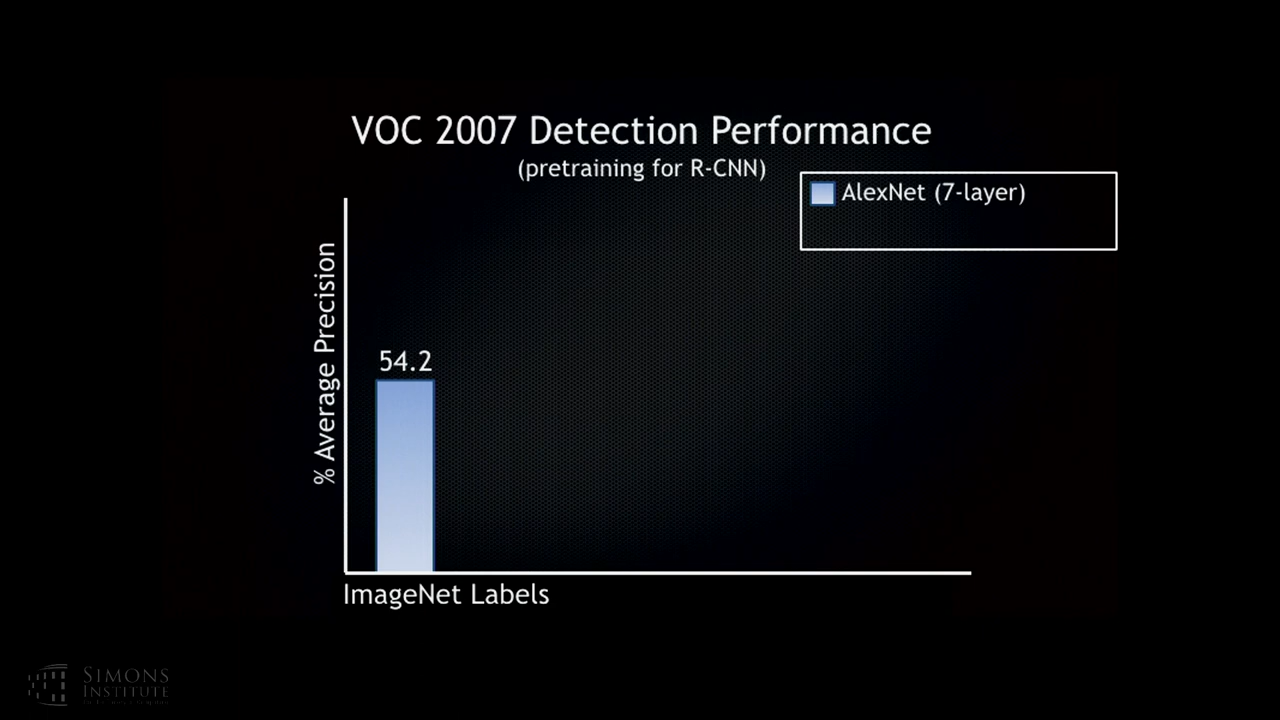 VOC 2007 Detection Performance
(pretraining for R-CNN)
AlexNet (7-layer)
% Average Precision
54.2
ImageNet Labels
SIMONS
INSTITUTE